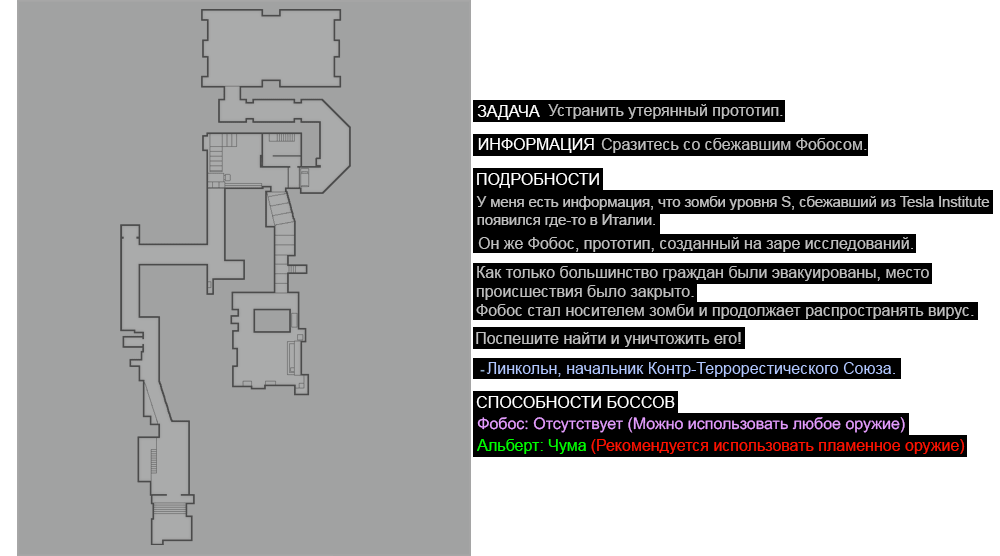 ЗАДАЧА Устранить утерянный прототип.
ИНФОРМАЦИЯ Сразитесь со сбежавшим Фобосом.
ПОДРОБНОСТИ
У меня есть информация, что зомби уровня S, сбежавший из Tesla Institute
появился где-то в Италии.
Он же Фобос, прототип, созданный на заре исследований.
Как только большинство граждан были эвакуированы, место
происшествия было закрыто.
Фобос стал носителем зомби и продолжает распространять вирус.
Поспешите найти и уничтожить его!
-Линкольн, начальник Контр-Террорестического Союза.
СПОСОБНОСТИ БОССОВ
Фобос: Отсутствует (Можно использовать любое оружие)
Альберт: Чума (Рекомендуется использовать пламенное оружие)